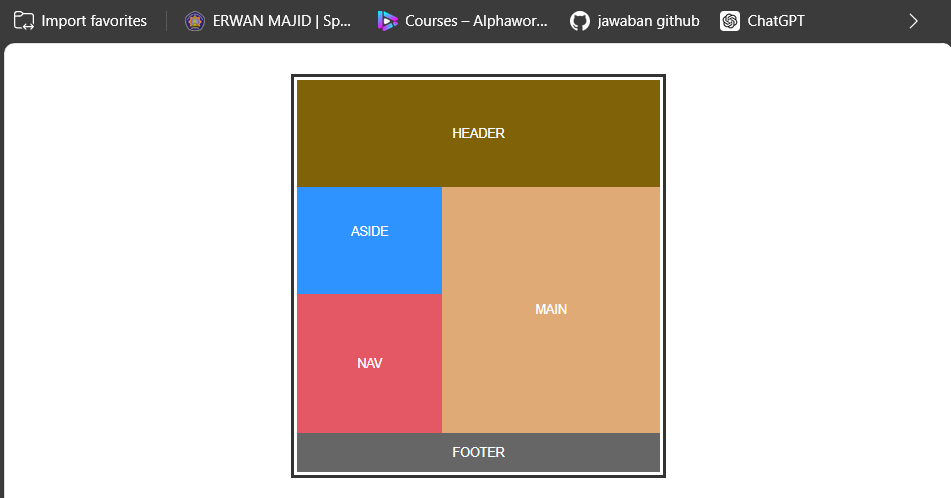 Import favorites ERWAN MAJID | Sp... Courses – Alphawor... jawaban github ChatGPT
HEADER
ASIDE
MAIN
NAV
FOOTER